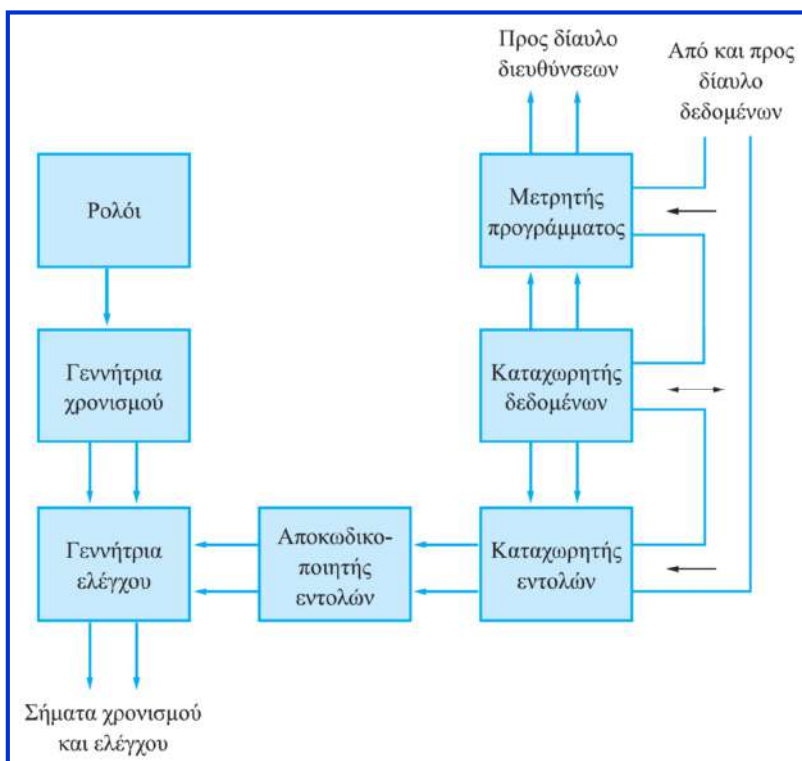 Προς δίαυλο
διευθύνσεων
Από και προς
δίαυλο
δεδομένων
Ρολόι
Μετρητής
προγράμματος
Γεννήτρια
χρονισμού
Καταχωρητής
δεδομένων
Γεννήτρια
ελέγχου
Αποκωδικο-
ποιητής
εντολών
Καταχωρητής
εντολών
Σήματα χρονισμού
και ελέγχου